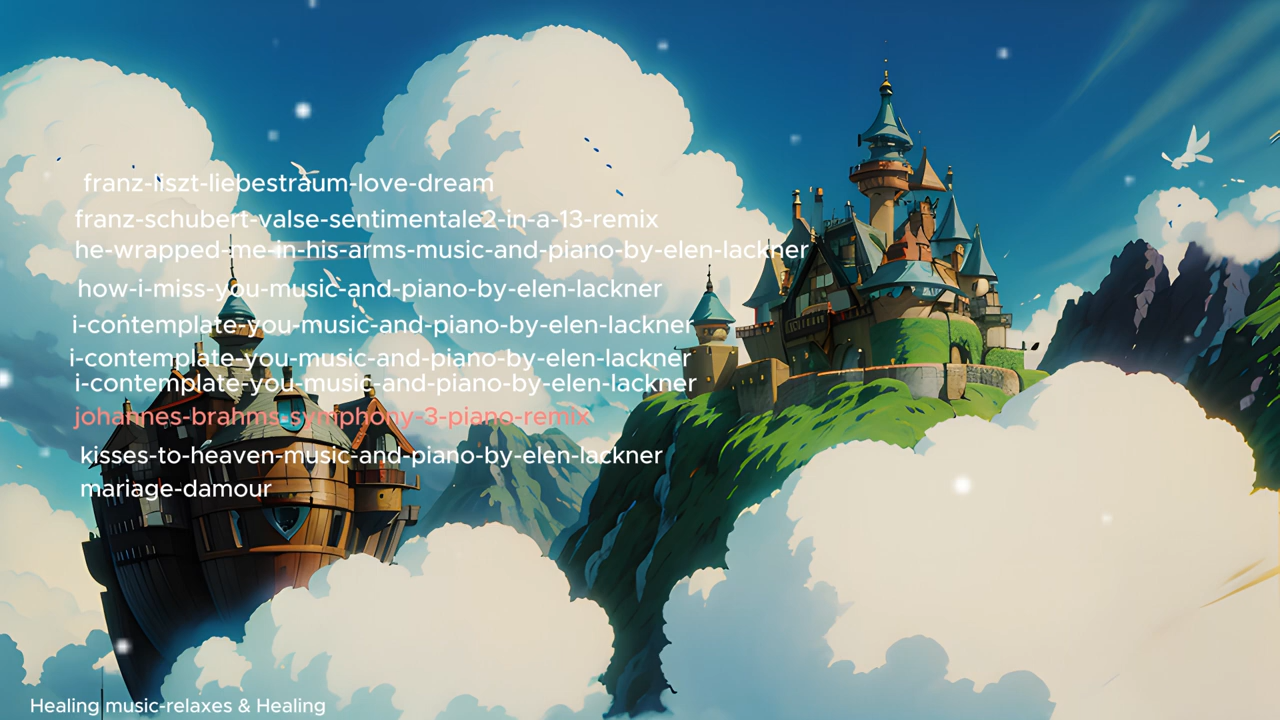 franz-liszt-liebestraum-love-dream
franz-schubert-valse-sentimentale2-in-a-13-remix
he-wrapped-me-in-his-arms-music-and-piano-by-elen-lackner
how-i-miss-you-music-and-piano-by-elen-lackner
i-contemplate-you-music-and-piano-by-elen-lackner
i-contemplate-you-music-and-piano-by-elen-lackner
i-contemplate-you-music-and-piano-by-elen-lackner
johannes-brahms-symphony-3-piano-remix
kisses-to-heaven-music-and-piano-by-elen-lackner
mariage-damour
Healing music-relaxes & Healing